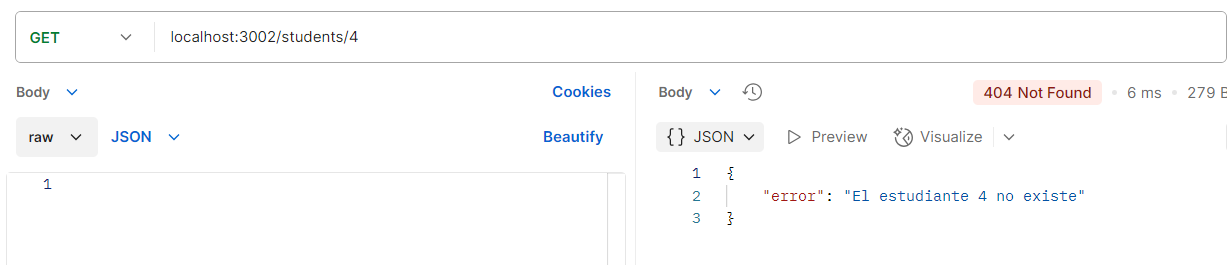 GET localhost:3002/students/4
Body Cookies
raw JSON Beautify
1
Body 404 Not Found • 6 ms • 279 B
{} JSON Preview Visualize
1 {
2 "error": "El estudiante 4 no existe"
3 }